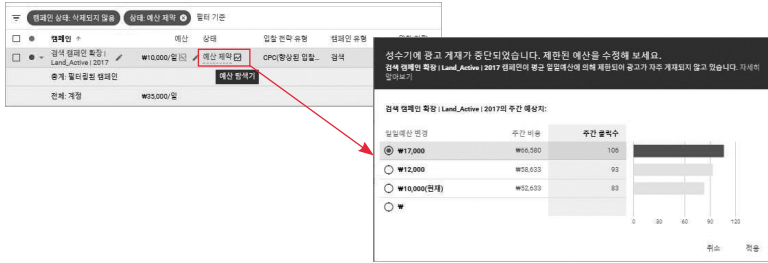 캠페인 상태: 삭제되지 않음 상태: 예산 제약 필터 기준
캠페인 예산 상태 입찰 전략 유형 캠페인 유형
검색 캠페인 확장 | Land_Active | 2017 ₩10,000/일 예산 제약 CPC(향상된 입찰... 검색
총계: 필터링된 캠페인
예산 탐색기
전체: 계정 ₩35,000/일
성수기에 광고 게재가 중단되었습니다. 제한된 예산을 수정해 보세요.
검색 캠페인 확장 | Land_Active | 2017 캠페인이 평균 일일예산에 의해 제한되어 광고가 자주 게재되지 않고 있습니다. 자세히
알아보기
검색 캠페인 확장 | Land_Active | 2017의 주간 예상치:
일일예산 변경 주간 비용 주간 클릭수
₩17,000 ₩66,580 106
₩12,000 ₩58,633 93
₩10,000(현재) ₩52,633 83
₩
0 30 60 90 120
취소 적용